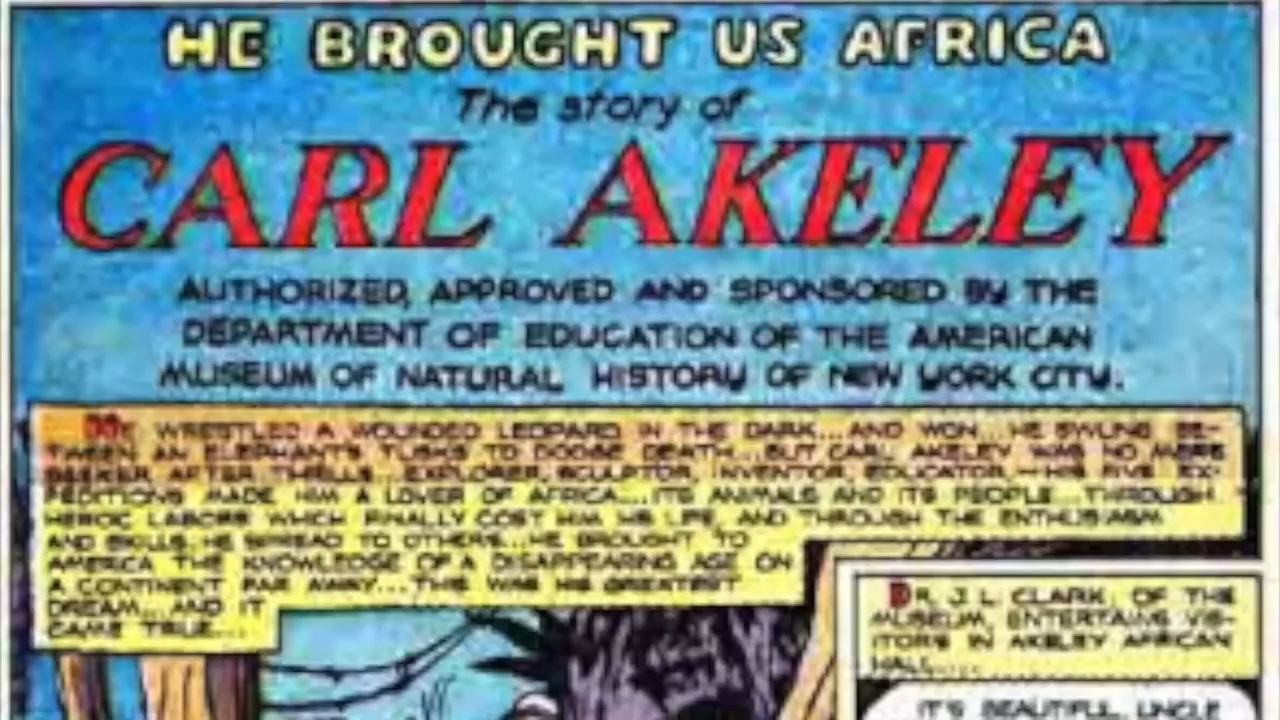 HE BROUGHT US AFRICA
The story of
CARL AKELEY
AUTHORIZED, APPROVED AND SPONSORED BY THE
DEPARTMENT OF EDUCATION OF THE AMERICAN
MUSEUM OF NATURAL HISTORY OF NEW YORK CITY.
HE WRESTLED A WOUNDED LEOPARD IN THE DARK...AND WON...HE SWUNG BE-
TWEEN AN ELEPHANT'S TUSKS TO DODGE DEATH...BUT CARL AKELEY WAS NO MERE
SEEKER AFTER THRILLS...EXPLORER, SCULPTOR, INVENTOR, EDUCATOR,—HIS FIVE EX-
PEDITIONS MADE HIM A LOVER OF AFRICA...ITS ANIMALS AND ITS PEOPLE...THROUGH
HEROIC LABORS WHICH FINALLY COST HIM HIS LIFE, AND THROUGH THE ENTHUSIASM
AND SKILLS HE SPREAD TO OTHERS...HE BROUGHT TO
AMERICA THE KNOWLEDGE OF A DISAPPEARING AGE ON
A CONTINENT FAR AWAY...THIS WAS HIS GREATEST
DREAM...AND IT
CAME TRUE...
DR. J. L. CLARK, OF THE
MUSEUM, ENTERTAINS VIS-
ITORS IN AKELEY AFRICAN
HALL....
IT'S BEAUTIFUL, UNCLE